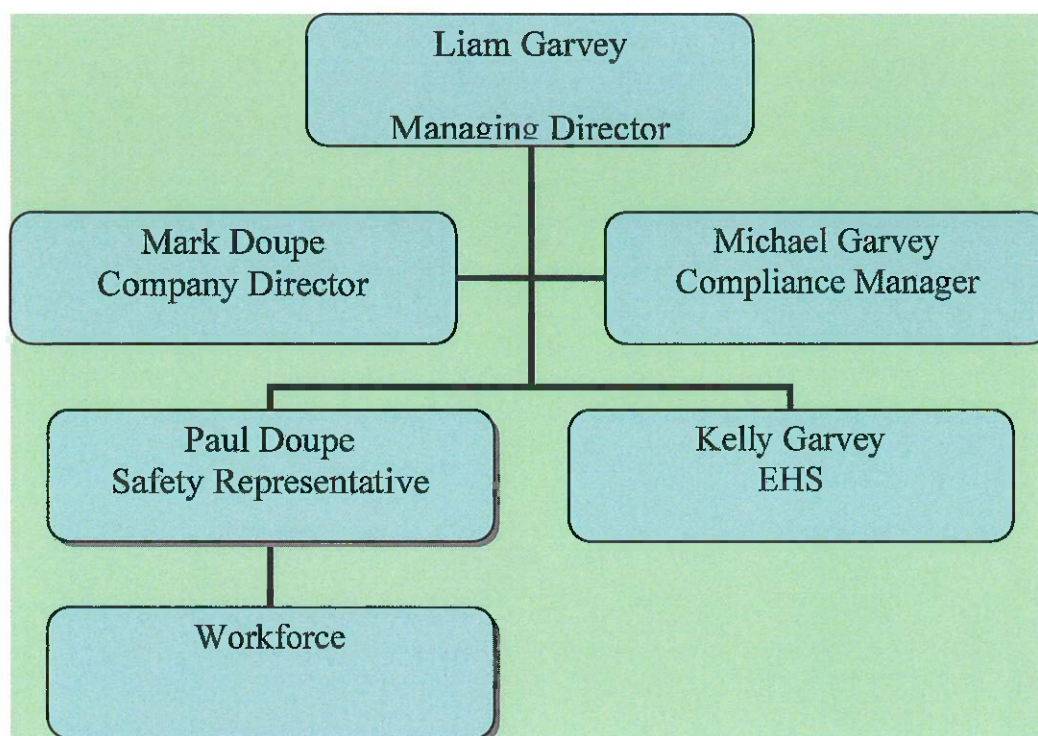 Liam Garvey
Managing Director
Mark Doupe
Company Director
Michael Garvey
Compliance Manager
Paul Doupe
Safety Representative
Kelly Garvey
EHS
Workforce